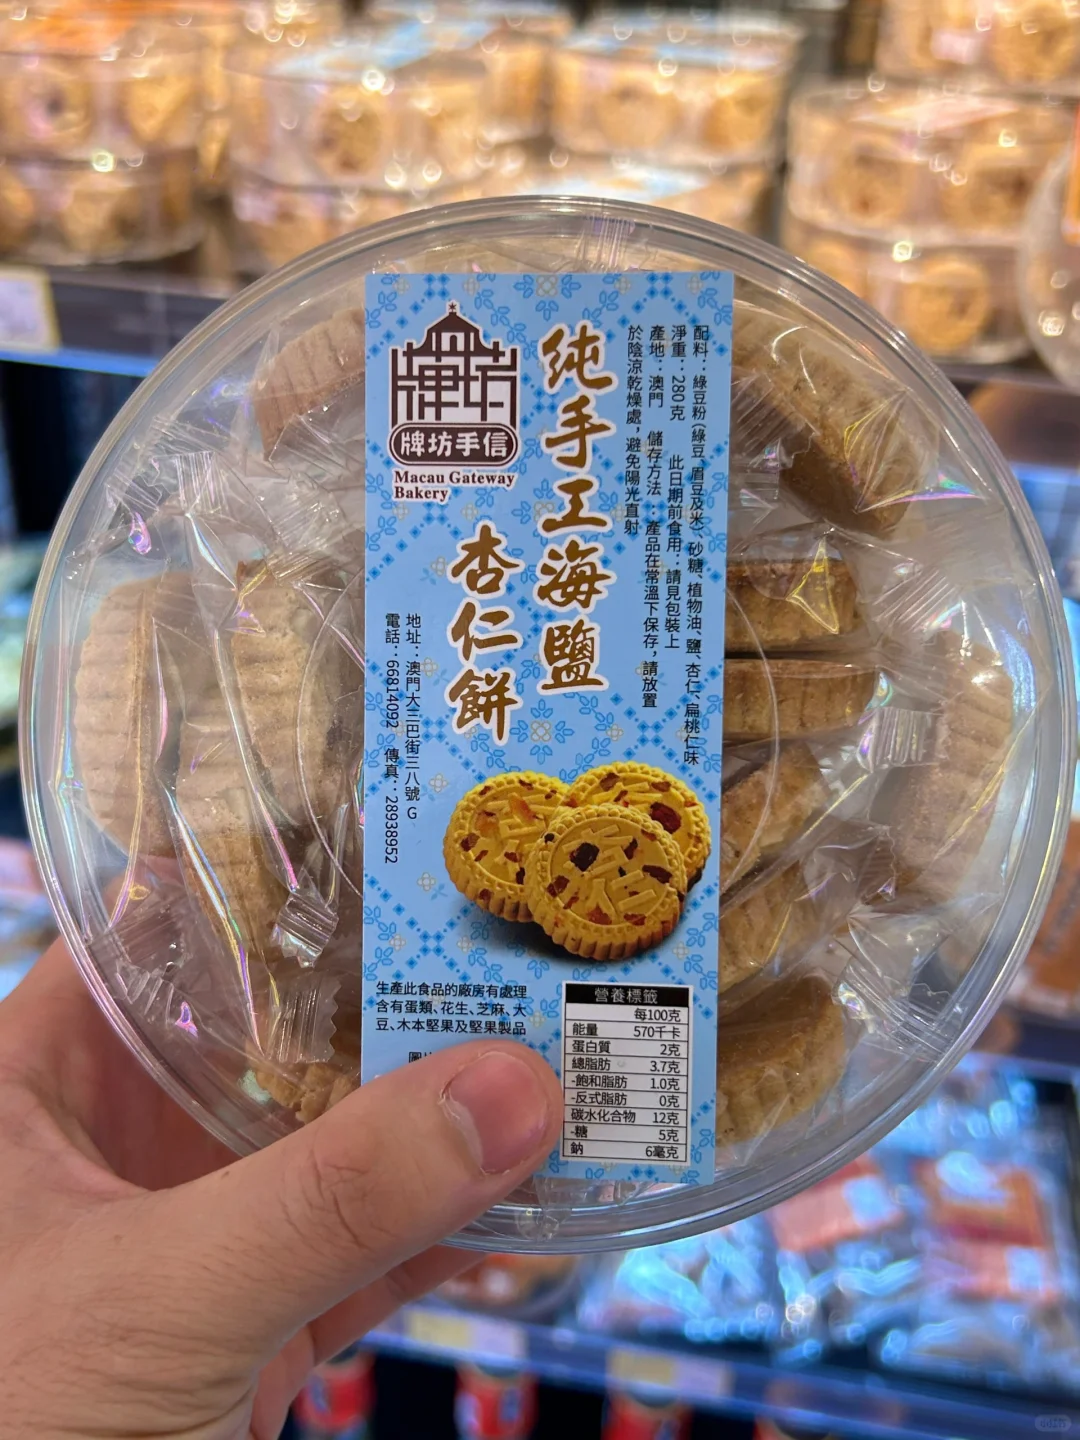 牌坊
牌坊手信
Macau Gateway
Bakery
純手工海鹽
杏仁餅
配料：綠豆粉(綠豆 眉豆及米)、砂糖、植物油、鹽、杏仁、扁桃仁味
淨重：280克 此日期前食用：請見包裝上
產地：澳門 儲存方法：產品在常溫下保存，請放置
於陰涼乾燥處，避免陽光直射
地址：澳門大三巴街三八號G
電話：66814092 傳真：28938952
生產此食品的廠房有處理
含有蛋類、花生、芝麻、大
豆、木本堅果及堅果製品
營養標籤
每100克
能量 570千卡
蛋白質 2克
總脂肪 3.7克
-飽和脂肪 1.0克
-反式脂肪 0克
碳水化合物 12克
-糖 5克
鈉 6毫克